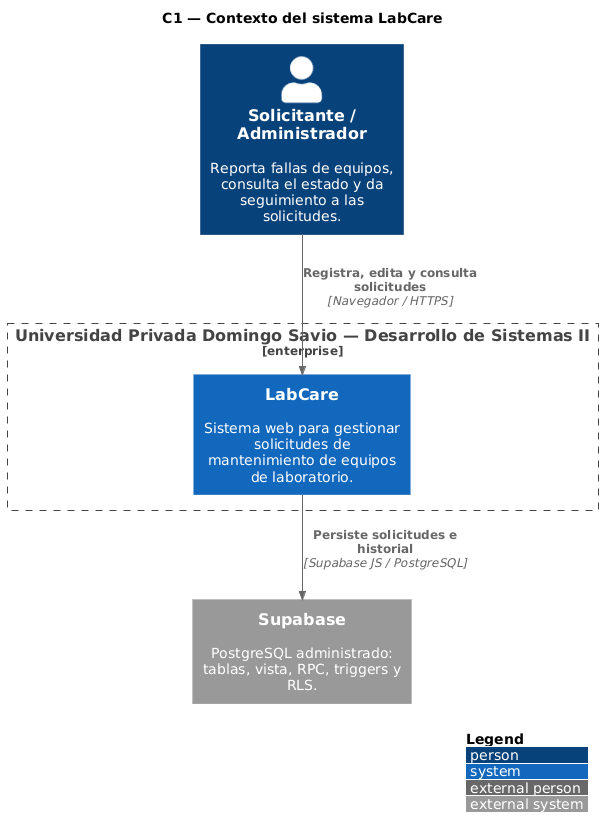 C1 — Contexto del sistema LabCare
Solicitante /
Administrador
Reporta fallas de equipos,
consulta el estado y da
seguimiento a las
solicitudes.
Registra, edita y consulta
solicitudes
[Navegador / HTTPS]
Universidad Privada Domingo Savio — Desarrollo de Sistemas II
[enterprise]
LabCare
Sistema web para gestionar
solicitudes de
mantenimiento de equipos
de laboratorio.
Persiste solicitudes e
historial
[Supabase JS / PostgreSQL]
Supabase
PostgreSQL administrado:
tablas, vista, RPC, triggers y
RLS.
Legend
person
system
external person
external system